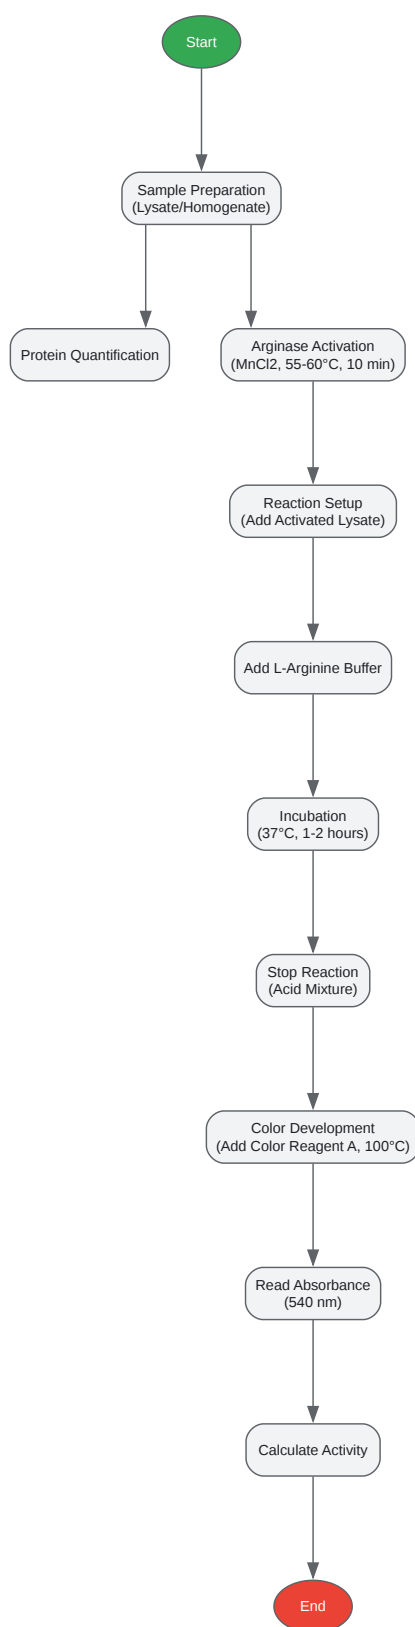 Start
Sample Preparation
(Lysate/Homogenate)
Protein Quantification
Arginase Activation
(MnCl2, 55-60°C, 10 min)
Reaction Setup
(Add Activated Lysate)
Add L-Arginine Buffer
Incubation
(37°C, 1-2 hours)
Stop Reaction
(Acid Mixture)
Color Development
(Add Color Reagent A, 100°C)
Read Absorbance
(540 nm)
Calculate Activity
End